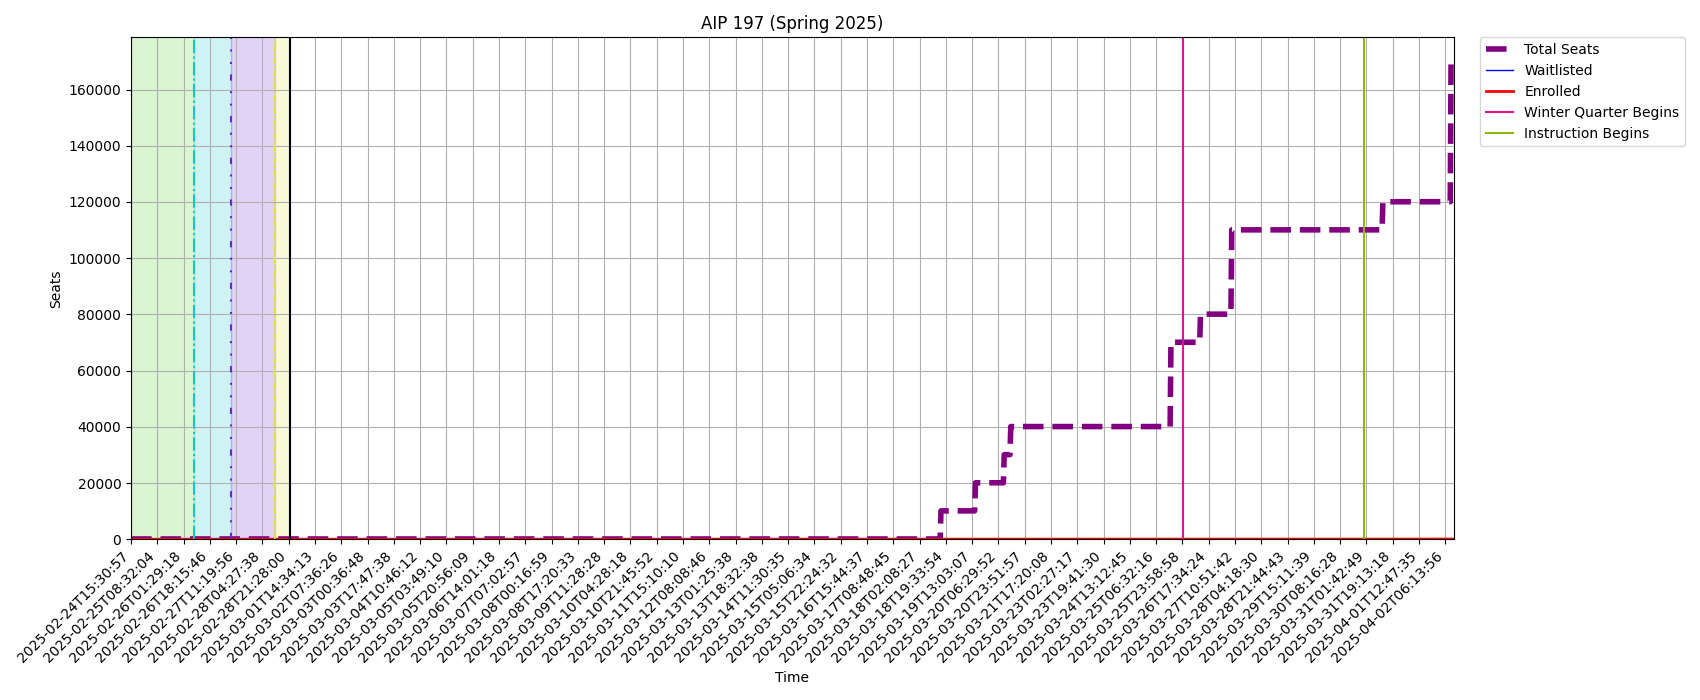 AIP 197 (Spring 2025)
Total Seats
Waitlisted
Enrolled
Winter Quarter Begins
Instruction Begins
Seats
160000
140000
120000
100000
80000
60000
40000
20000
0
2025-02-24T15:30:57
2025-02-25T08:32:04
2025-02-26T01:29:18
2025-02-26T18:15:46
2025-02-27T11:19:56
2025-02-28T04:27:38
2025-02-28T21:28:00
2025-03-01T14:34:13
2025-03-02T07:36:26
2025-03-03T00:36:48
2025-03-03T17:47:38
2025-03-04T10:46:12
2025-03-05T03:49:10
2025-03-05T20:56:09
2025-03-06T14:01:18
2025-03-07T07:02:57
2025-03-08T00:16:59
2025-03-08T17:20:33
2025-03-09T11:28:28
2025-03-10T04:28:18
2025-03-10T21:45:52
2025-03-11T15:10:10
2025-03-12T08:08:46
2025-03-13T01:25:38
2025-03-13T18:32:38
2025-03-14T11:30:35
2025-03-15T05:06:34
2025-03-15T22:24:32
2025-03-16T15:44:37
2025-03-17T08:48:45
2025-03-18T02:08:27
2025-03-18T19:33:54
2025-03-19T13:03:07
2025-03-20T06:29:52
2025-03-20T23:51:57
2025-03-21T17:20:08
2025-03-23T02:27:17
2025-03-23T19:41:30
2025-03-24T13:12:45
2025-03-25T06:32:16
2025-03-25T23:58:58
2025-03-26T17:34:24
2025-03-27T10:51:42
2025-03-28T04:18:30
2025-03-28T21:44:43
2025-03-29T15:11:39
2025-03-30T08:16:28
2025-03-31T01:42:49
2025-03-31T19:13:18
2025-04-01T12:47:35
2025-04-02T06:13:56
Time